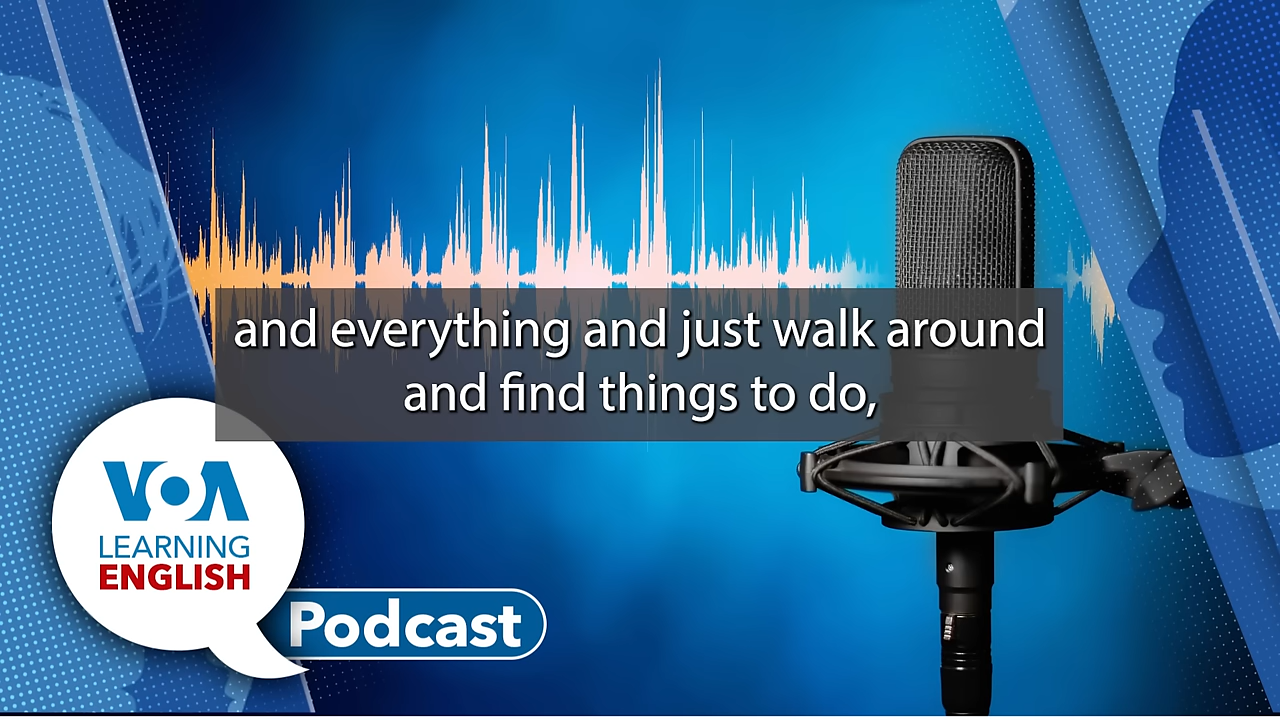 and everything and just walk around
and find things to do,
VOA
LEARNING
ENGLISH
Podcast